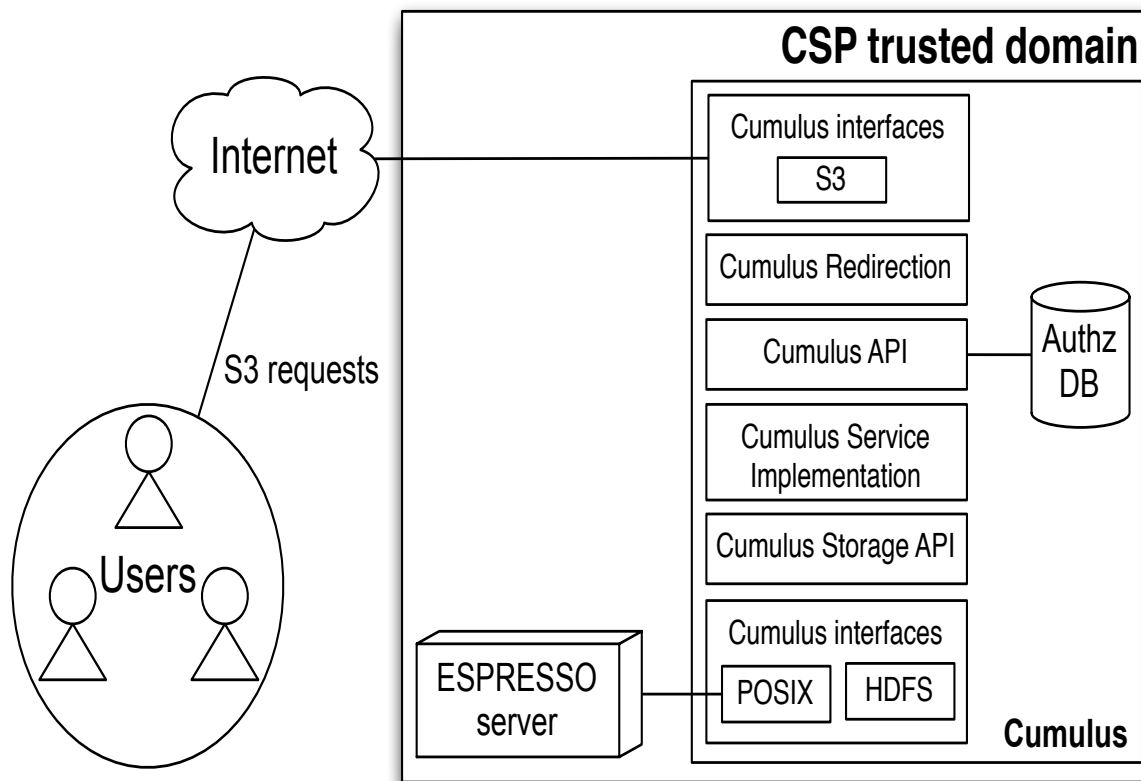 CSP trusted domain
Cumulus interfaces
S3
Internet
Cumulus Redirection
Cumulus API
Authz
DB
S3 requests
Cumulus Service
Implementation
Cumulus Storage API
Users
Cumulus interfaces
POSIX
HDFS
ESPRESSO
server
Cumulus